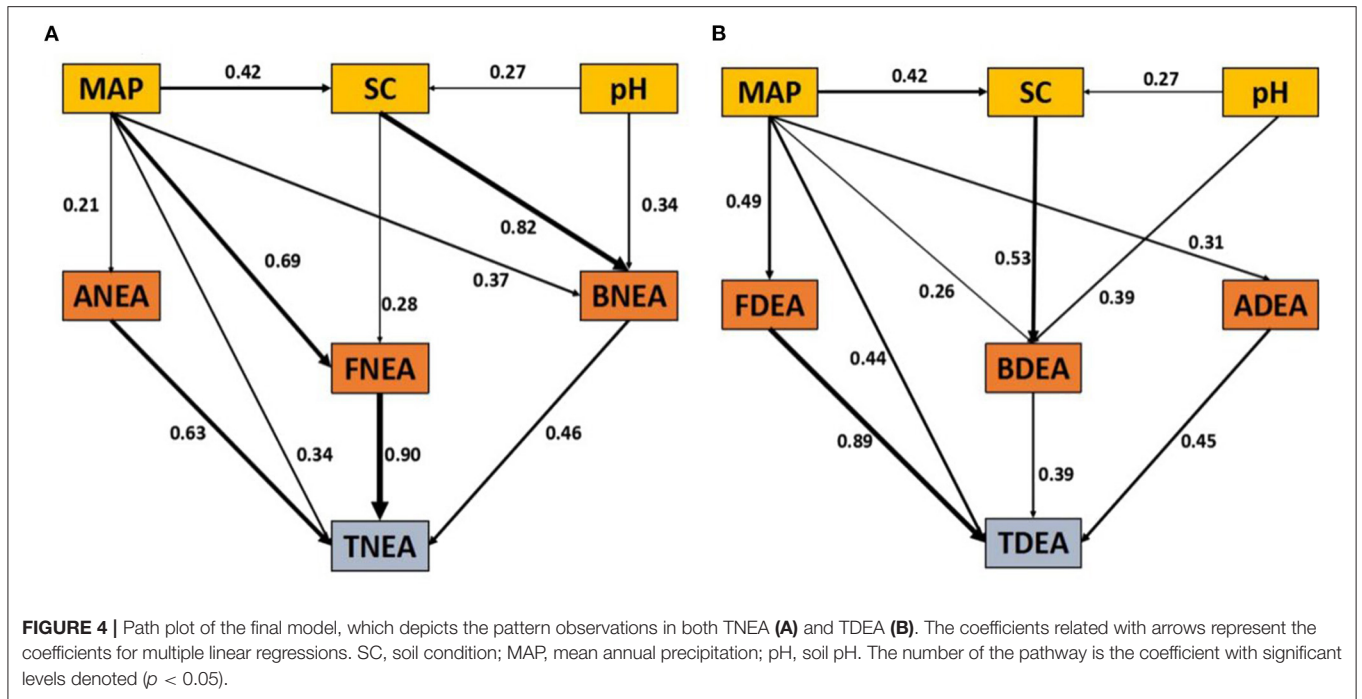 A
B
MAP
0.42
SC
0.27
pH
MAP
0.42
SC
0.27
pH
0.21
0.69
0.37
0.28
0.82
0.34
0.49
0.26
0.53
0.39
0.31
ANEA
BNEA
FNEA
FDEA
ADEA
BDEA
0.63
0.34
0.90
0.46
0.89
0.44
0.39
0.45
TNEA
TDEA
FIGURE 4 | Path plot of the final model, which depicts the pattern observations in both TNEA (A) and TDEA (B). The coefficients related with arrows represent the
coefficients for multiple linear regressions. SC, soil condition; MAP, mean annual precipitation; pH, soil pH. The number of the pathway is the coefficient with significant
levels denoted (p < 0.05).